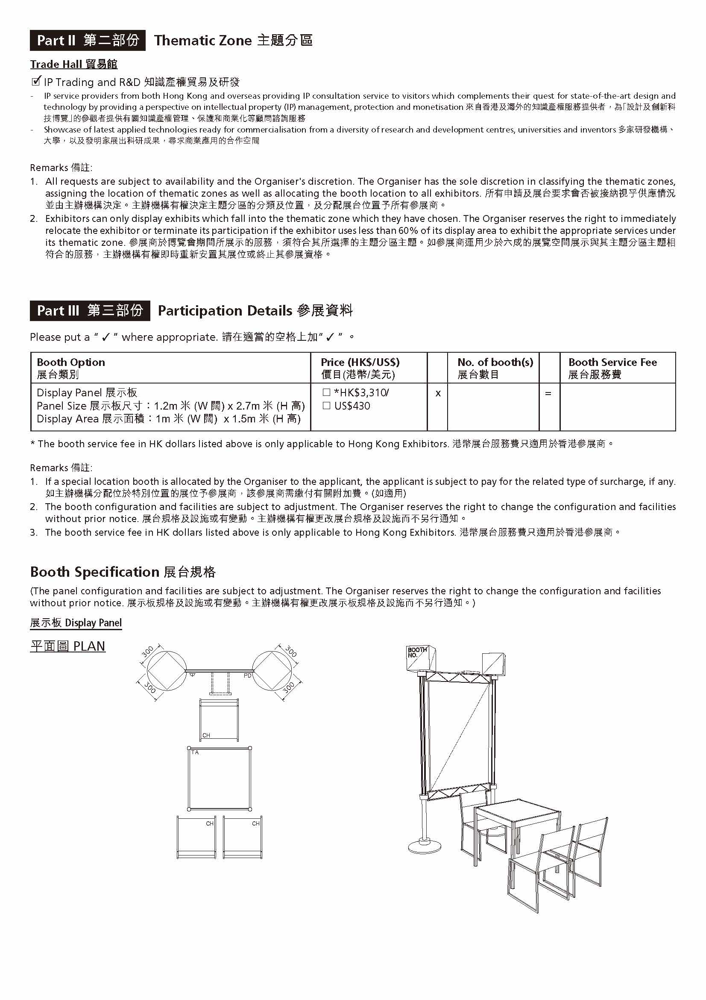 Part II 第二部份 Thematic Zone 主題分區
Trade Hall 貿易館
☑ IP Trading and R&D 知識產權貿易及研發
- IP service providers from both Hong Kong and overseas providing IP consultation service to visitors which complements their quest for state-of-the-art design and
technology by providing a perspective on intellectual property (IP) management, protection and monetisation 來自香港及海外的知識產權服務提供者，為「設計及創新科
技博覽」的參觀者提供有關知識產權管理、保護和商業化等顧問諮詢服務
- Showcase of latest applied technologies ready for commercialisation from a diversity of research and development centres, universities and inventors 多家研發機構、
大學，以及發明家展出科研成果，尋求商業應用的合作空間
Remarks 備註:
1. All requests are subject to availability and the Organiser's discretion. The Organiser has the sole discretion in classifying the thematic zones,
assigning the location of thematic zones as well as allocating the booth location to all exhibitors. 所有申請及展台要求會否被接納視乎供應情況
並由主辦機構決定。主辦機構有權決定主題分區的分類及位置，及分配展台位置予所有參展商。
2. Exhibitors can only display exhibits which fall into the thematic zone which they have chosen. The Organiser reserves the right to immediately
relocate the exhibitor or terminate its participation if the exhibitor uses less than 60% of its display area to exhibit the appropriate services under
its thematic zone. 參展商於博覽會期間所展示的服務，須符合其所選擇的主題分區主題。如參展商運用少於六成的展覽空間展示與其主題分區主題相
符合的服務，主辦機構有權即時重新安置其展位或終止其參展資格。
Part III 第三部份 Participation Details 參展資料
Please put a “ ✓ ” where appropriate. 請在適當的空格上加“ ✓ ” 。
Booth Option Price (HK$/US$) No. of booth(s) Booth Service Fee
展台類別 價目(港幣/美元) 展台數目 展台服務費
Display Panel 展示板 ☐ *HK$3,310/ x =
Panel Size 展示板尺寸：1.2m 米 (W 闊) x 2.7m 米 (H 高) ☐ US$430
Display Area 展示面積：1m 米 (W 闊) x 1.5m 米 (H 高)
* The booth service fee in HK dollars listed above is only applicable to Hong Kong Exhibitors. 港幣展台服務費只適用於香港參展商。
Remarks 備註:
1. If a special location booth is allocated by the Organiser to the applicant, the applicant is subject to pay for the related type of surcharge, if any.
如主辦機構分配位於特別位置的展位予參展商，該參展商需繳付有關附加費。(如適用)
2. The booth configuration and facilities are subject to adjustment. The Organiser reserves the right to change the configuration and facilities
without prior notice. 展台規格及設施或有變動。主辦機構有權更改展台規格及設施而不另行通知。
3. The booth service fee in HK dollars listed above is only applicable to Hong Kong Exhibitors. 港幣展台服務費只適用於香港參展商。
Booth Specification 展台規格
(The panel configuration and facilities are subject to adjustment. The Organiser reserves the right to change the configuration and facilities
without prior notice. 展示板規格及設施或有變動。主辦機構有權更改展示板規格及設施而不另行通知。)
展示板 Display Panel
平面圖 PLAN
300
300
300
300
PD
CH
TA
CH
CH
BOOTH
NO.